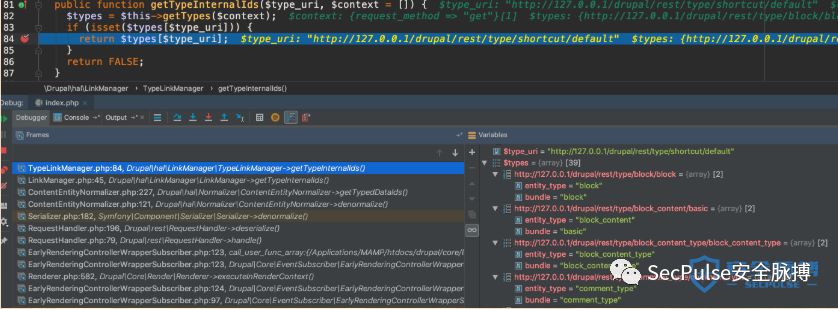 81 public function getTypeInternalIds($type_uri, $context = []) { $type_uri: "http://127.0.0.1/drupal/rest/type/shortcut/default"
82 $types = $this->getTypes($context); $context: {request_method => "get"}[1] $types: {http://127.0.0.1/drupal/rest/type/block/bloc
83 if (isset($types[$type_uri])) {
84 return $types[$type_uri]; $type_uri: "http://127.0.0.1/drupal/rest/type/shortcut/default" $types: {http://127.0.0.1/drupal/re
85 }
86 return FALSE;
87 }
\Drupal\hal\LinkManager › TypeLinkManager › getTypeInternalIds()
Debug: index.php
Debugger Console Output
Frames
TypeLinkManager.php:84, Drupal\hal\LinkManager\TypeLinkManager->getTypeInternalIds()
LinkManager.php:45, Drupal\hal\LinkManager\LinkManager->getTypeInternalIds()
ContentEntityNormalizer.php:227, Drupal\hal\Normalizer\ContentEntityNormalizer->getTypedDataIds()
ContentEntityNormalizer.php:121, Drupal\hal\Normalizer\ContentEntityNormalizer->denormalize()
Serializer.php:182, Symfony\Component\Serializer\Serializer->denormalize()
RequestHandler.php:196, Drupal\rest\RequestHandler->deserialize()
RequestHandler.php:79, Drupal\rest\RequestHandler->handle()
EarlyRenderingControllerWrapperSubscriber.php:123, call_user_func_array:{/Applications/MAMP/htdocs/drupal/core/l
EarlyRenderingControllerWrapperSubscriber.php:123, Drupal\Core\EventSubscriber\EarlyRenderingControllerWrapper
Renderer.php:582, Drupal\Core\Render\Renderer->executeInRenderContext()
EarlyRenderingControllerWrapperSubscriber.php:124, Drupal\Core\EventSubscriber\EarlyRenderingControllerWrapper
EarlyRenderingControllerWrapperSubscriber.php:97, Drupal\Core\EventSubscriber\EarlyRenderingControllerWrapperS
Variables
$type_uri = "http://127.0.0.1/drupal/rest/type/shortcut/default"
$types = {array} [39]
http://127.0.0.1/drupal/rest/type/block/block = {array} [2]
entity_type = "block"
bundle = "block"
http://127.0.0.1/drupal/rest/type/block_content/basic = {array} [2]
entity_type = "block_content"
bundle = "basic"
http://127.0.0.1/drupal/rest/type/block_content_type/block_content_type = {array} [2]
entity_type = "block_content_type"
bundle = "block_con
entity_type = "comment_type"
bundle = "comment_type"
SecPulse安全脉搏
SECPULSE